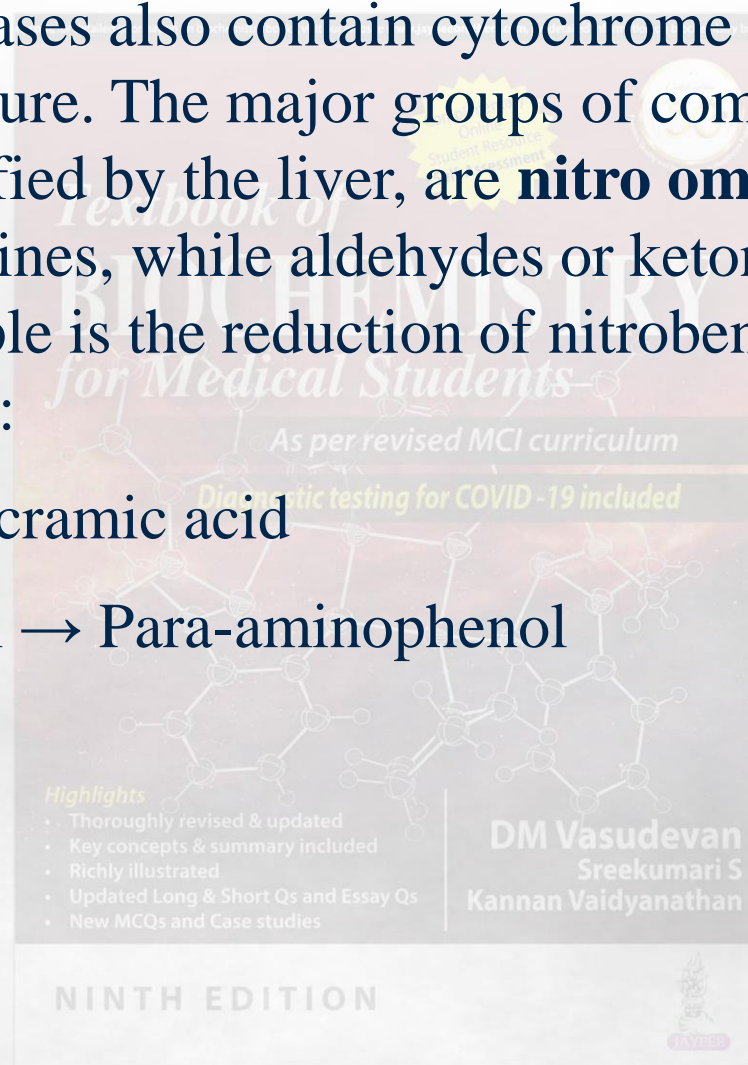 ases also contain cytochrome
ure. The major groups of com
fied by the liver, are nitro om
Textbook of
ines, while aldehydes or keton
BIOCHEMISTRY
le is the reduction of nitroben
for Medical Students
:
As per revised MCI curriculum
Diagnostic testing for COVID -19 included
cramic acid
→ Para-aminophenol
Highlights
• Thoroughly revised & updated
• Key concepts & summary included
• Richly illustrated
• Updated Long & Short Qs and Essay Qs
• New MCQs and Case studies
DM Vasudevan
Sreekumari S
Kannan Vaidyanathan
NINTH EDITION
JAYPEE